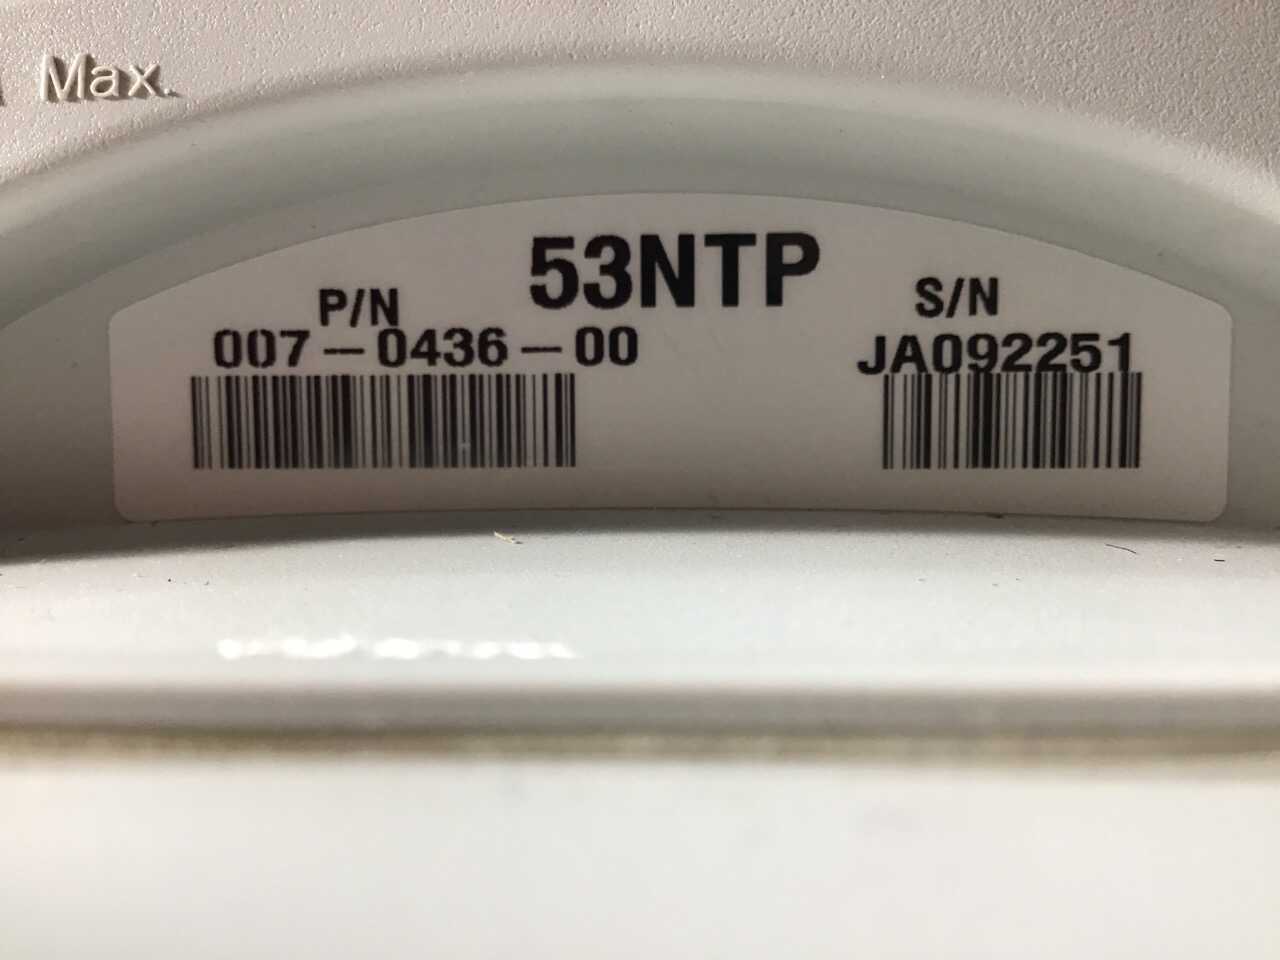 Max.
53NTP
P/N
007-0436-00
S/N
JA092251